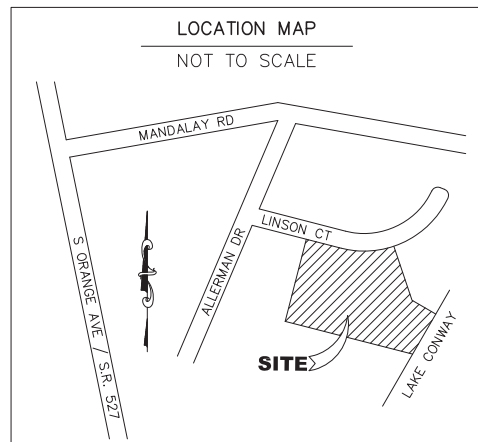 LOCATION MAP
NOT TO SCALE
MANDALAY RD
LINSON CT
S ORANGE AVE / S.R. 527
ALLERMAN DR
SITE
LAKE CONWAY